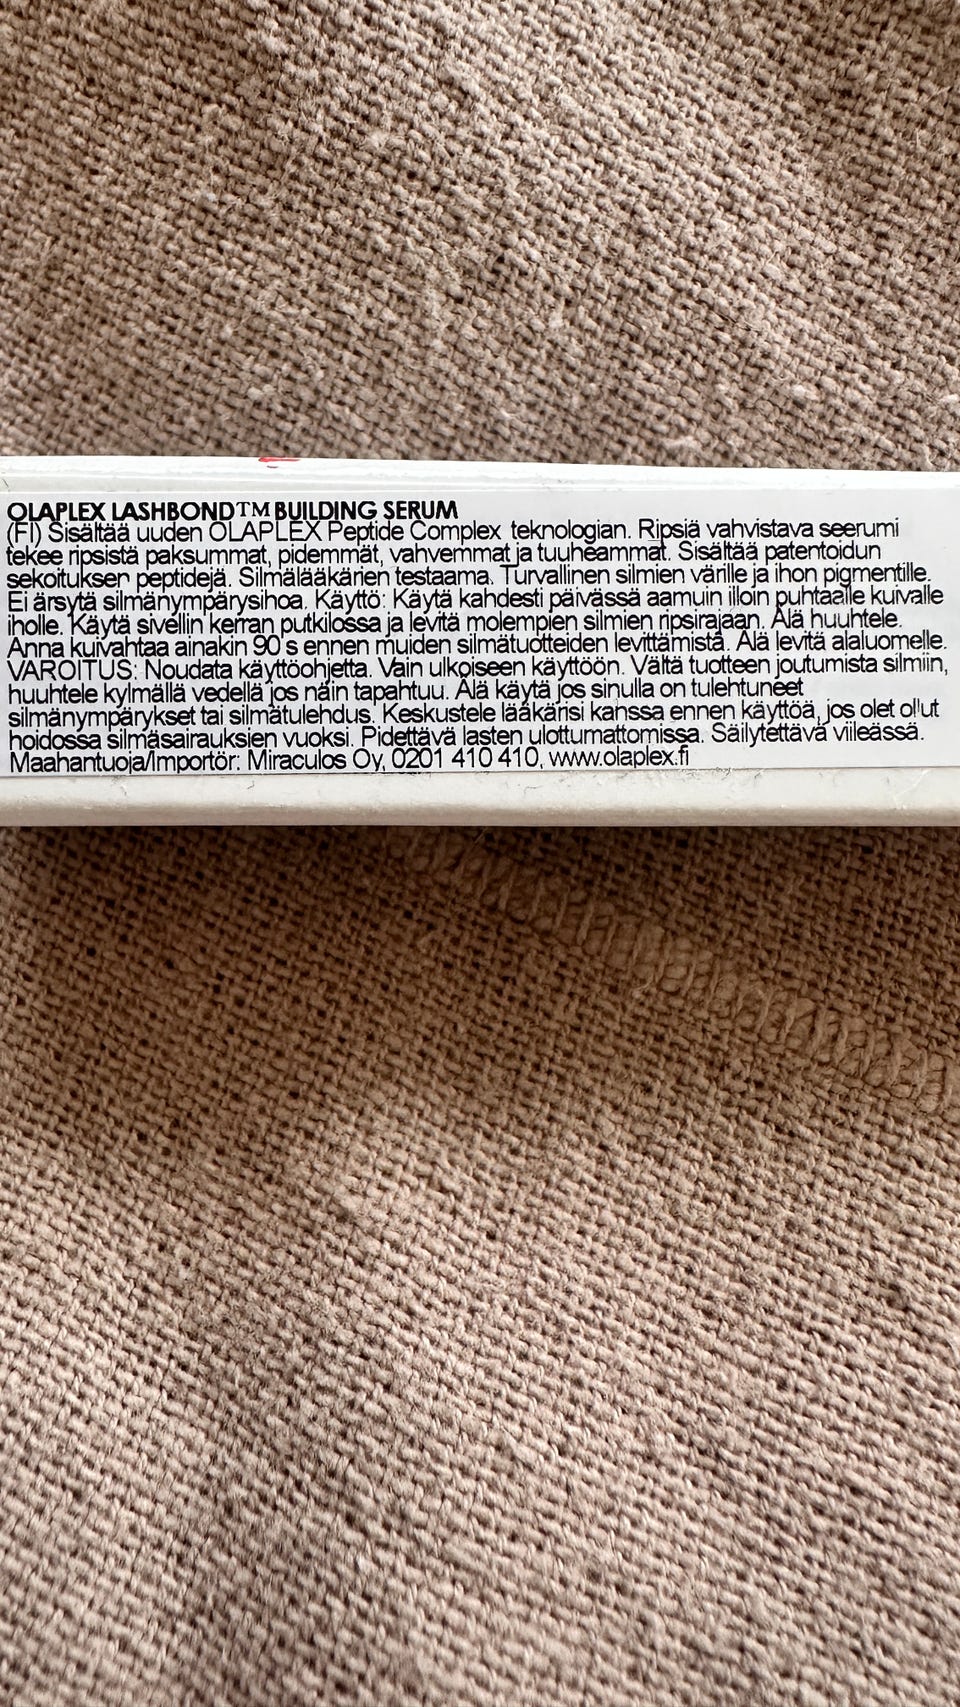 OLAPLEX LASHBOND™ BUILDING SERUM
(FI) Sisältää uuden OLAPLEX Peptide Complex teknologian. Ripsiä vahvistava seerumi
tekee ripsistä paksummat, pidemmät, vahvemmat ja tuuheammat. Sisältää patentoidun
sekoituksen peptidejä. Silmälääkärien testaama. Turvallinen silmien värille ja ihon pigmentille.
Ei ärsytä silmänympärysihoa. Käyttö: Käytä kahdesti päivässä aamuin illoin puhtaalle kuivalle
iholle. Käytä sivellin kerran putkilossa ja levitä molempien silmien ripsirajaan. Älä huuhtele.
Anna kuivahtaa ainakin 90 s ennen muiden silmätuotteiden levittämistä. Älä levitä alaluomelle.
VAROITUS: Noudata käyttöohjetta. Vain ulkoiseen käyttöön. Vältä tuotteen joutumista silmiin,
huuhtele kylmällä vedellä jos näin tapahtuu. Älä käytä jos sinulla on tulehtuneet
silmänympärykset tai silmätulehdus. Keskustele lääkärisi kanssa ennen käyttöä, jos olet ollut
hoidossa silmäsairauksien vuoksi. Pidettävä lasten ulottumattomissa. Säilytettävä viileässä.
Maahantuoja/Importör: Miraculos Oy, 0201 410 410, www.olaplex.fi